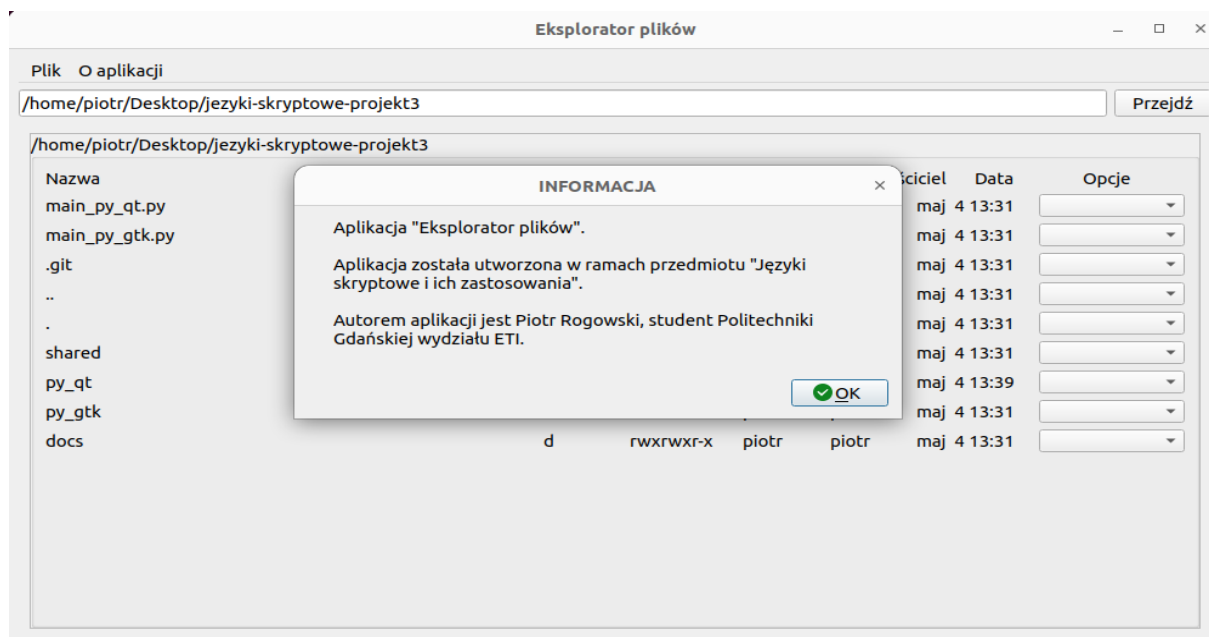 Eksplorator plików
Plik O aplikacji
/home/piotr/Desktop/jezyki-skryptowe-projekt3 Przejdź
/home/piotr/Desktop/jezyki-skryptowe-projekt3
Nazwa Data Opcje
main_py_qt.py maj 4 13:31
main_py_gtk.py maj 4 13:31
.git maj 4 13:31
.. maj 4 13:31
. maj 4 13:31
shared maj 4 13:31
py_qt maj 4 13:39
py_gtk maj 4 13:31
docs d rwxrwxr-x piotr piotr maj 4 13:31
INFORMACJA
Aplikacja "Eksplorator plików".
Aplikacja została utworzona w ramach przedmiotu "Języki
skryptowe i ich zastosowania".
Autorem aplikacji jest Piotr Rogowski, student Politechniki
Gdańskiej wydziału ETI.
OK